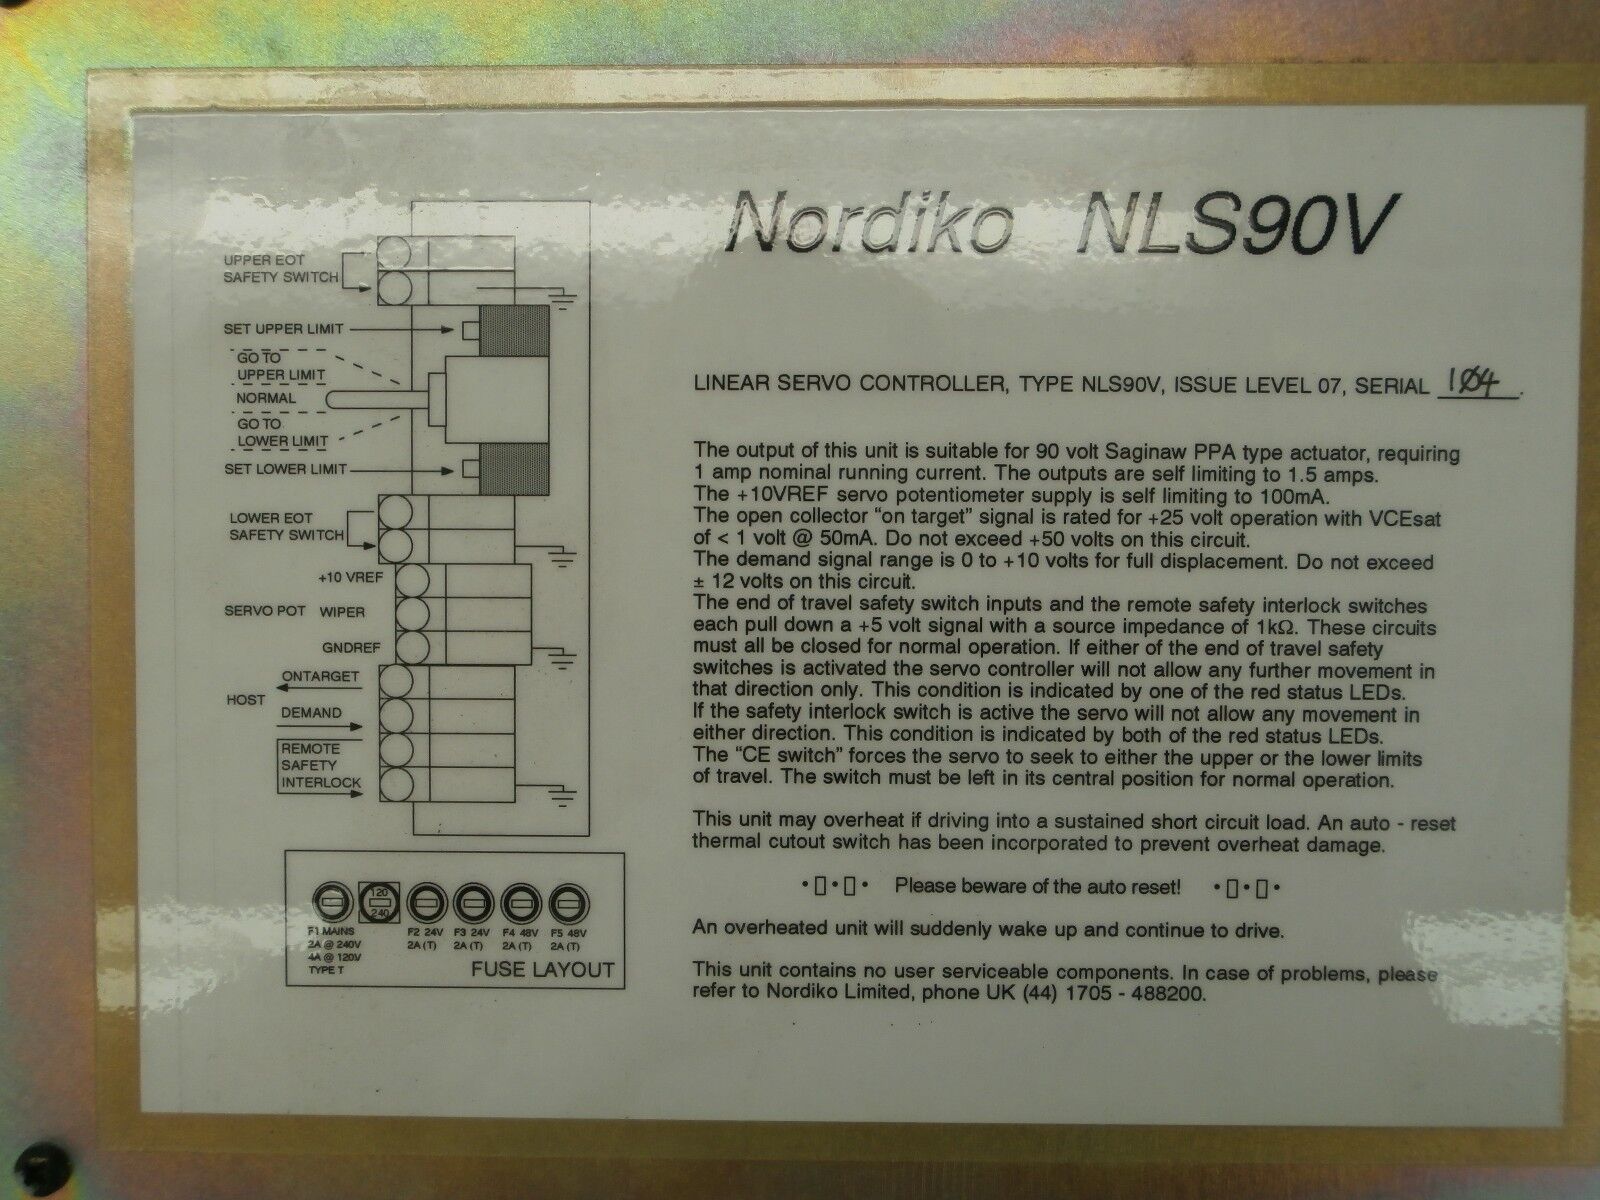 Nordiko NLS90V
UPPER EOT
SAFETY SWITCH
SET UPPER LIMIT
GO TO
UPPER LIMIT
NORMAL
GO TO
LOWER LIMIT
SET LOWER LIMIT
LOWER EOT
SAFETY SWITCH
+10 VREF
SERVO POT WIPER
GNDREF
ONTARGET
HOST
DEMAND
REMOTE
SAFETY
INTERLOCK
120
240
F1 MAINS
2A @ 240V
4A @ 120V
TYPE T
F2 24V
2A (T)
F3 24V
2A (T)
F4 48V
2A (T)
F5 48V
2A (T)
FUSE LAYOUT
LINEAR SERVO CONTROLLER, TYPE NLS90V, ISSUE LEVEL 07, SERIAL 104.
The output of this unit is suitable for 90 volt Saginaw PPA type actuator, requiring
1 amp nominal running current. The outputs are self limiting to 1.5 amps.
The +10VREF servo potentiometer supply is self limiting to 100mA.
The open collector “on target” signal is rated for +25 volt operation with VCEsat
of < 1 volt @ 50mA. Do not exceed +50 volts on this circuit.
The demand signal range is 0 to +10 volts for full displacement. Do not exceed
± 12 volts on this circuit.
The end of travel safety switch inputs and the remote safety interlock switches
each pull down a +5 volt signal with a source impedance of 1kΩ. These circuits
must all be closed for normal operation. If either of the end of travel safety
switches is activated the servo controller will not allow any further movement in
that direction only. This condition is indicated by one of the red status LEDs.
If the safety interlock switch is active the servo will not allow any movement in
either direction. This condition is indicated by both of the red status LEDs.
The “CE switch” forces the servo to seek to either the upper or the lower limits
of travel. The switch must be left in its central position for normal operation.
This unit may overheat if driving into a sustained short circuit load. An auto - reset
thermal cutout switch has been incorporated to prevent overheat damage.
•▯•▯• Please beware of the auto reset! •▯•▯•
An overheated unit will suddenly wake up and continue to drive.
This unit contains no user serviceable components. In case of problems, please
refer to Nordiko Limited, phone UK (44) 1705 - 488200.